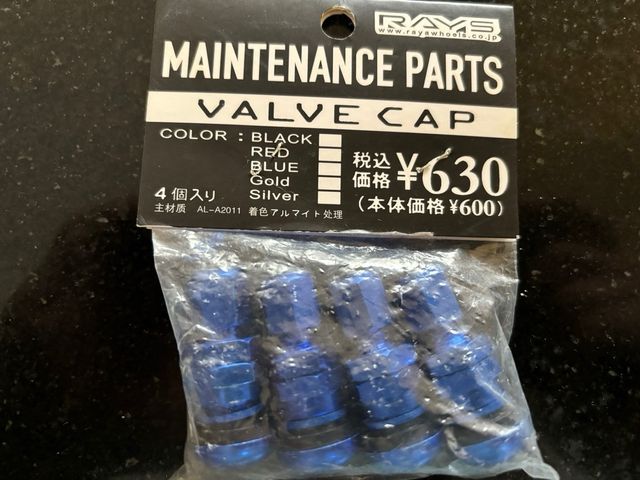 RAYS
www.rayawheels.co.jp
MAINTENANCE PARTS
VALVE CAP
COLOR : BLACK
RED
BLUE
Gold
Silver
4個入り
主材质 AL-A2011 着色アルマイト处理
税込
価格 ¥630
(本体価格 ¥600)